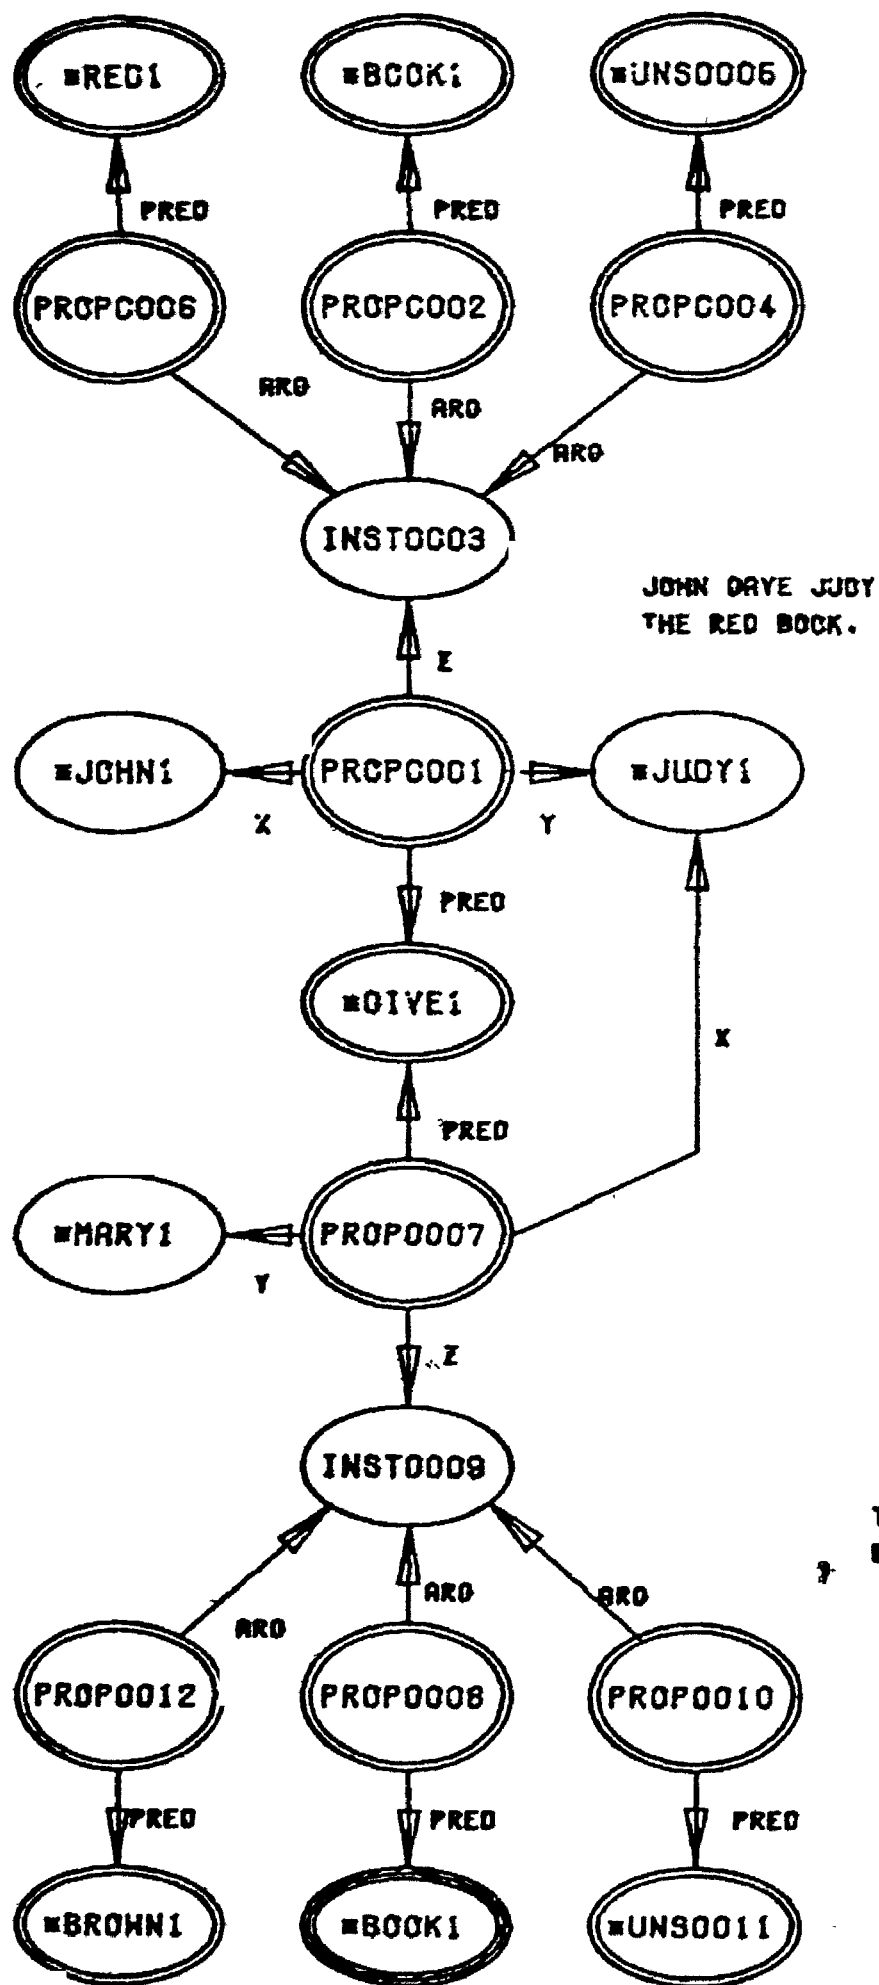 *RED1 *BOOK1 *UNS0005
PRED PRED PRED
PROP0006 PROP0002 PROP0004
ARG ARG ARG
INST0003
JOHN GAVE JUDY
THE RED BOOK.
Z
*JOHN1 PROP0001 *JUDY1
X Y
PRED
*GIVE1
X
PRED
*MARY1 PROP0007
Y
Z
INST0009
ARG ARG ARG
PROP0012 PROP0008 PROP0010
PRED PRED PRED
*BROWN1 *BOOK1 *UNS0011